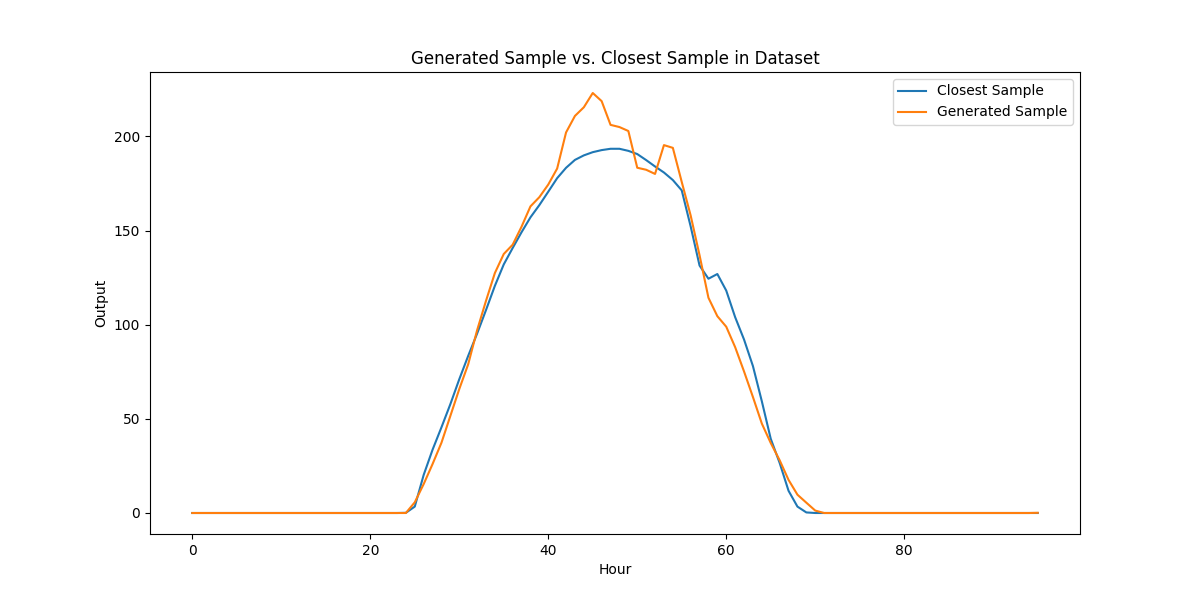 Generated Sample vs. Closest Sample in Dataset
Closest Sample
Generated Sample
Output
200
150
100
50
0
0 20 40 60 80
Hour